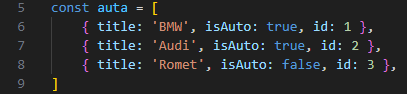 5 const auta = [
6 { title: 'BMW', isAuto: true, id: 1 },
7 { title: 'Audi', isAuto: true, id: 2 },
8 { title: 'Romet', isAuto: false, id: 3 },
9 ]